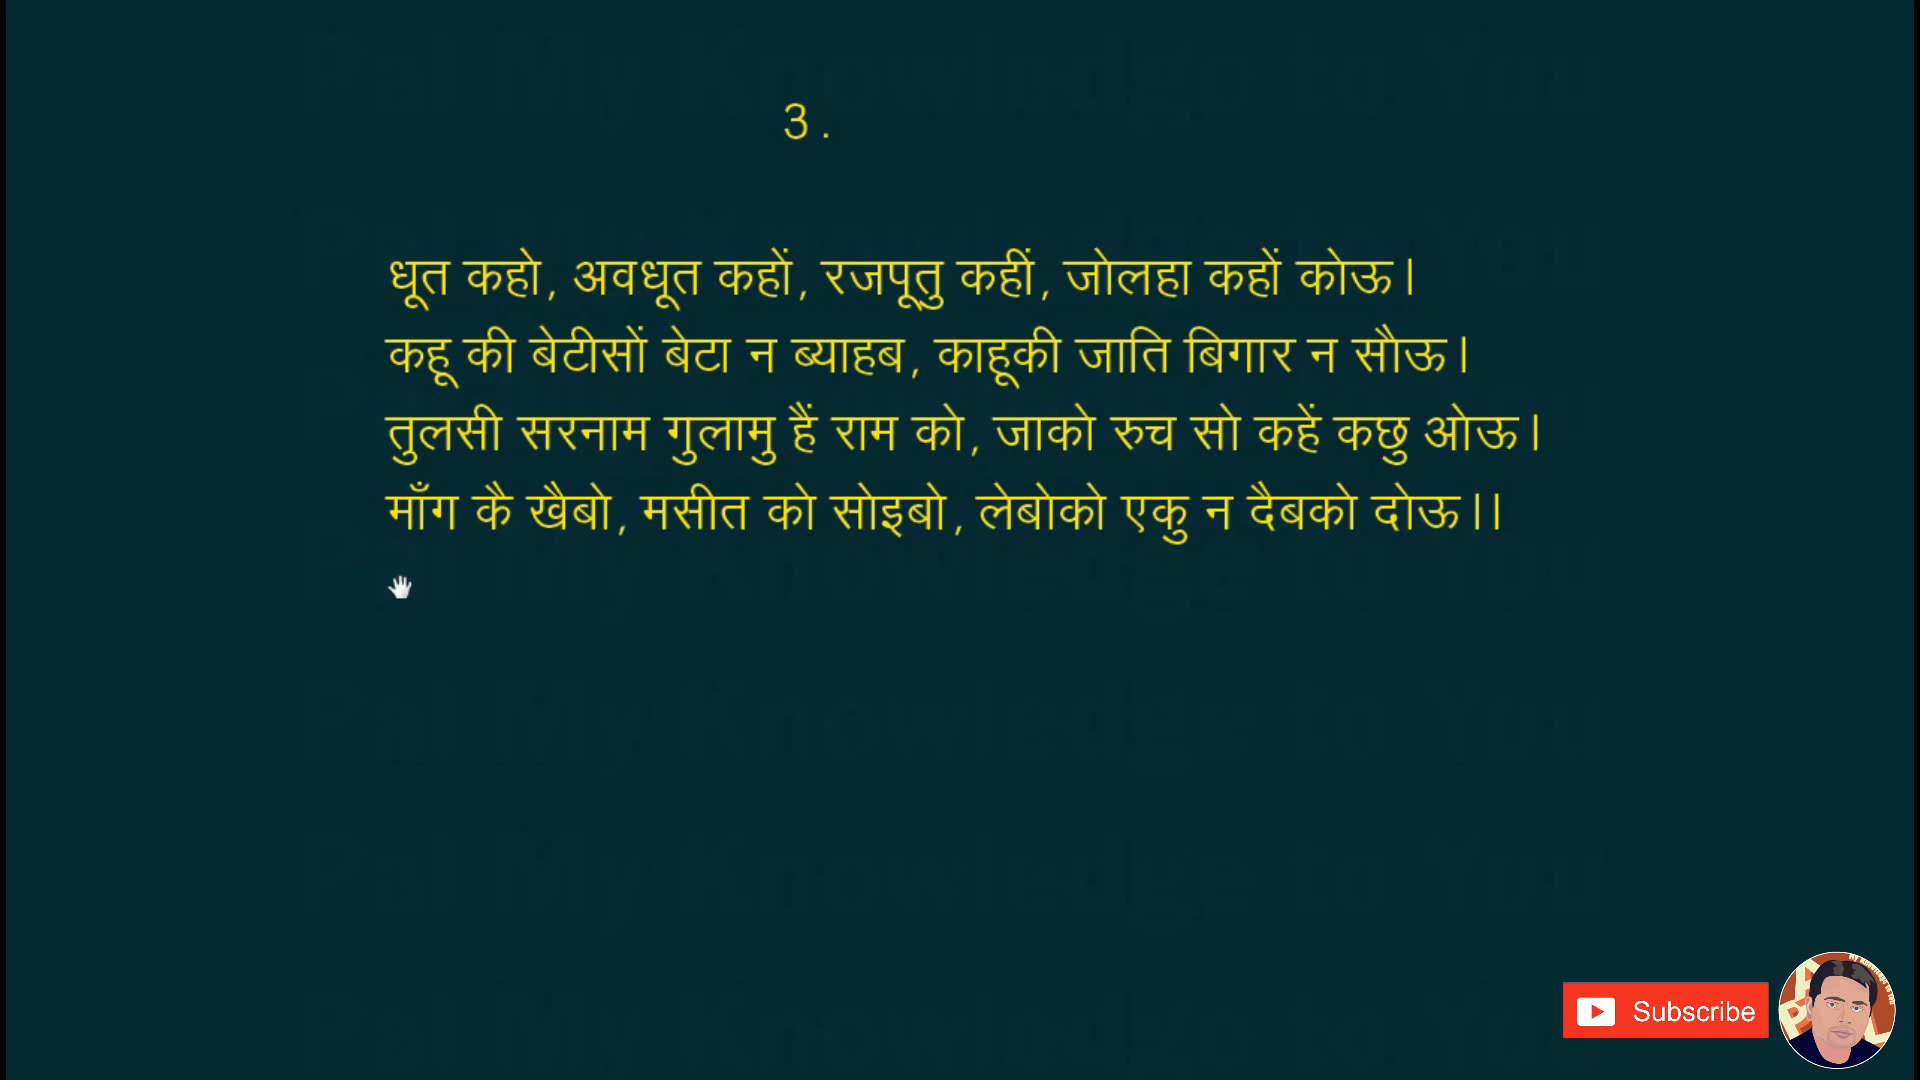 3 .
धूत कहो, अवधूत कहों, रजपूतु कहीं, जोलहा कहों कोऊ।
कहू की बेटीसों बेटा न ब्याहब, काहूकी जाति बिगार न सौऊ।
तुलसी सरनाम गुलामु हैं राम को, जाको रुच सो कहें कछु ओऊ।
माँग कै खैबो, मसीत को सोइबो, लेबोको एकु न दैबको दोऊ।।
Subscribe